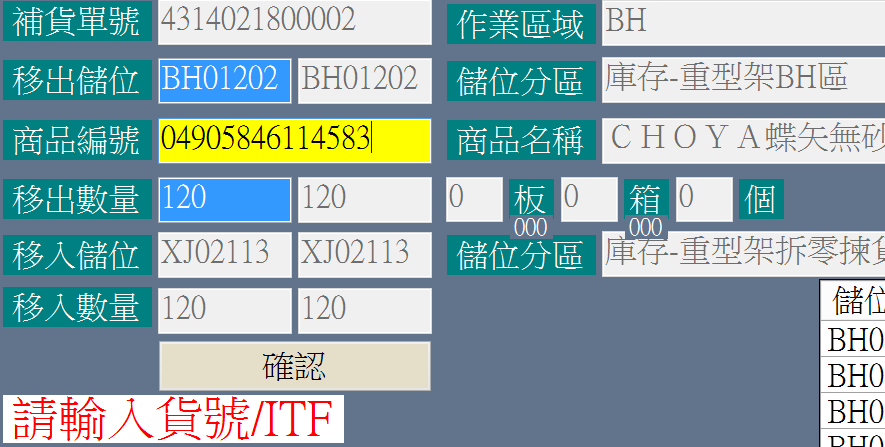 補貨單號 4314021800002 作業區域 BH
移出儲位 BH01202 BH01202 儲位分區 庫存-重型架BH區
商品編號 04905846114583 商品名稱 ＣＨＯＹＡ蝶矢無砂
移出數量 120 120 0 板 0 箱 0 個
000 000
移入儲位 XJ02113 XJ02113 儲位分區 庫存-重型架拆零揀貨
移入數量 120 120
儲位
確認
BH0
BH0
請輸入貨號/ITF
BH0
BH0